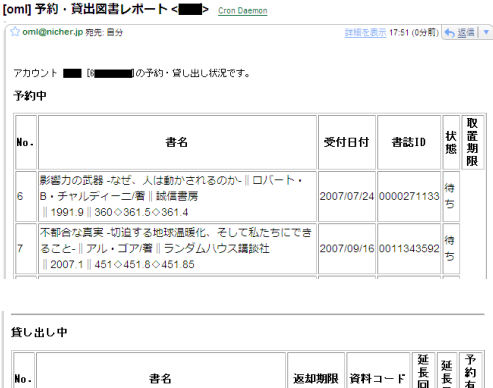 [oml] 予約・貸出図書レポート < > Cron Daemon
oml@nicher.jp 宛先: 自分 詳細を表示 17:51 (0分前) 返信
アカウント [6 ]の予約・貸し出し状況です。
予約中
No. 書名 受付日付 書誌ID 状態 取置期限
6 影響力の武器 -なぜ、人は動かされるのか-∥ロバート・B・チャルディーニ/著∥誠信書房∥1991.9∥360◇361.5◇361.4 2007/07/24 0000271133 待ち
7 不都合な真実 -切迫する地球温暖化、そして私たちにできること-∥アル・ゴア/著∥ランダムハウス講談社∥2007.1∥451◇451.8◇451.85 2007/09/16 0011343592 待ち
貸し出し中
No. 書名 返却期限 資料コード 延長回 延長 予約有